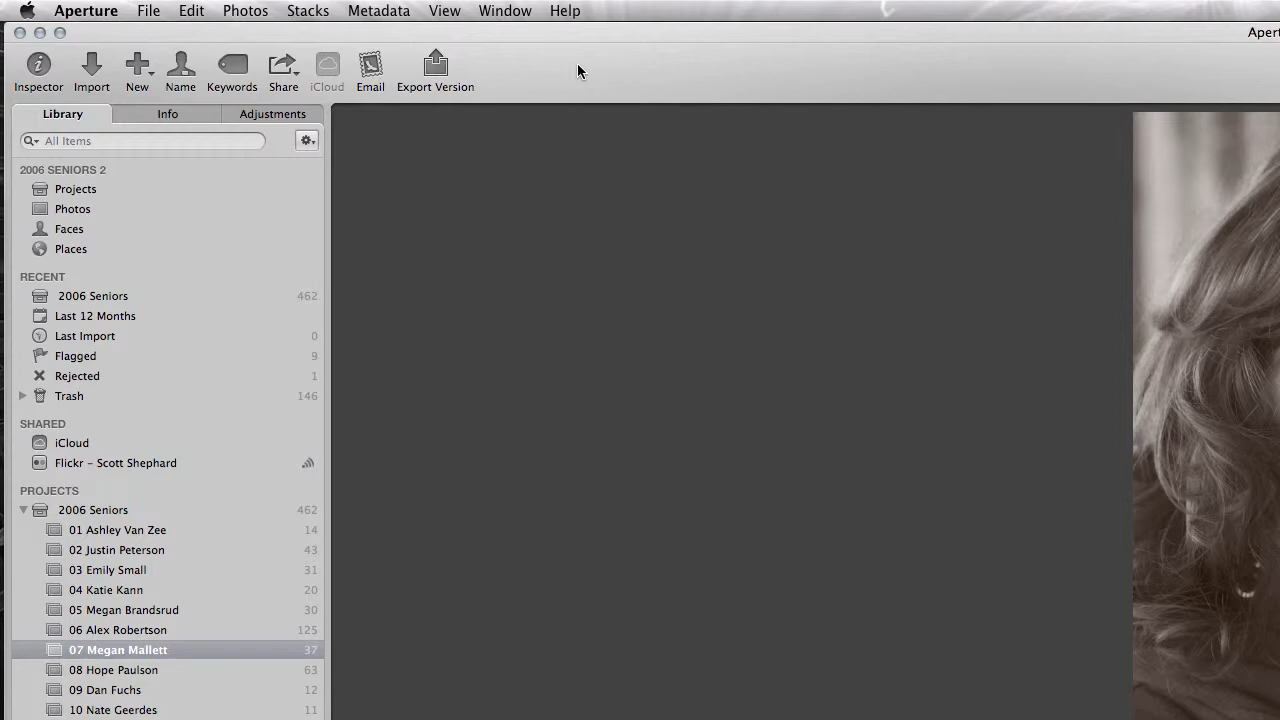 Aperture File Edit Photos Stacks Metadata View Window Help
Apert
Inspector Import New Name Keywords Share iCloud Email Export Version
Library Info Adjustments
All Items
2006 SENIORS 2
Projects
Photos
Faces
Places
RECENT
2006 Seniors 462
Last 12 Months
Last Import 0
Flagged 9
Rejected 1
Trash 146
SHARED
iCloud
Flickr – Scott Shephard
PROJECTS
2006 Seniors 462
01 Ashley Van Zee 14
02 Justin Peterson 43
03 Emily Small 31
04 Katie Kann 20
05 Megan Brandsrud 30
06 Alex Robertson 125
07 Megan Mallett 37
08 Hope Paulson 63
09 Dan Fuchs 12
10 Nate Geerdes 11